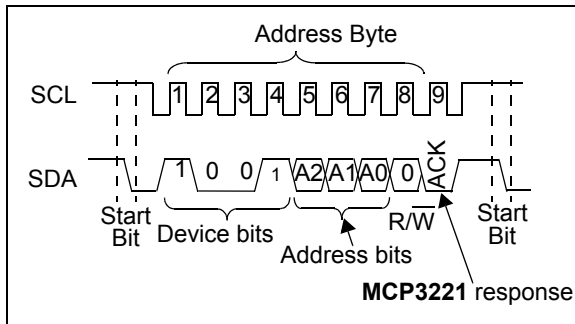 Address Byte
SCL 1 2 3 4 5 6 7 8 9
SDA 1 0 0 1 A2 A1 A0 0 ACK
Start Bit
Device bits
Address bits
R/W̅
Start Bit
MCP3221 response